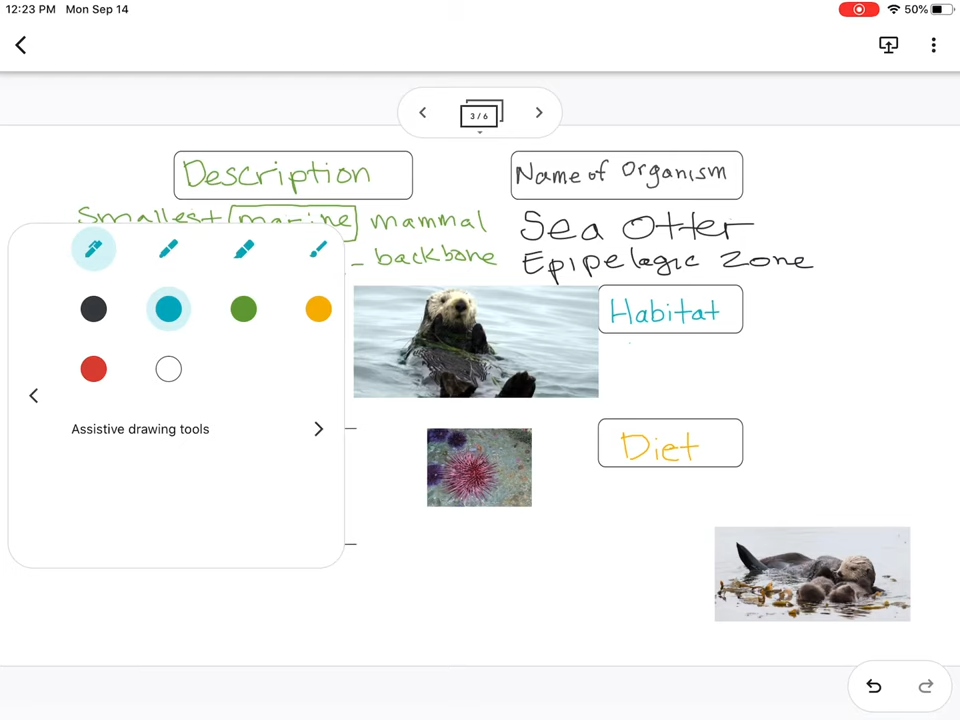 12:23 PM Mon Sep 14
50%
3 / 6
Description
Name of Organism
Smallest marine mammal
Sea Otter
- backbone
Epipelagic Zone
Habitat
Assistive drawing tools
Diet